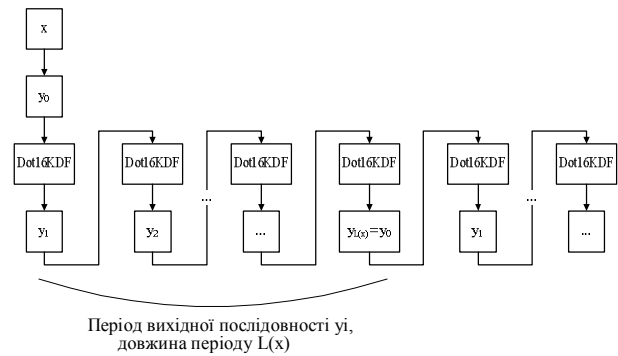 x
y0
... ...
Dot16KDF Dot16KDF Dot16KDF Dot16KDF Dot16KDF Dot16KDF
... ...
y1 y2 ... yL(x)=y0 y1 ...
Період вихідної послідовності yi,
довжина періоду L(x)